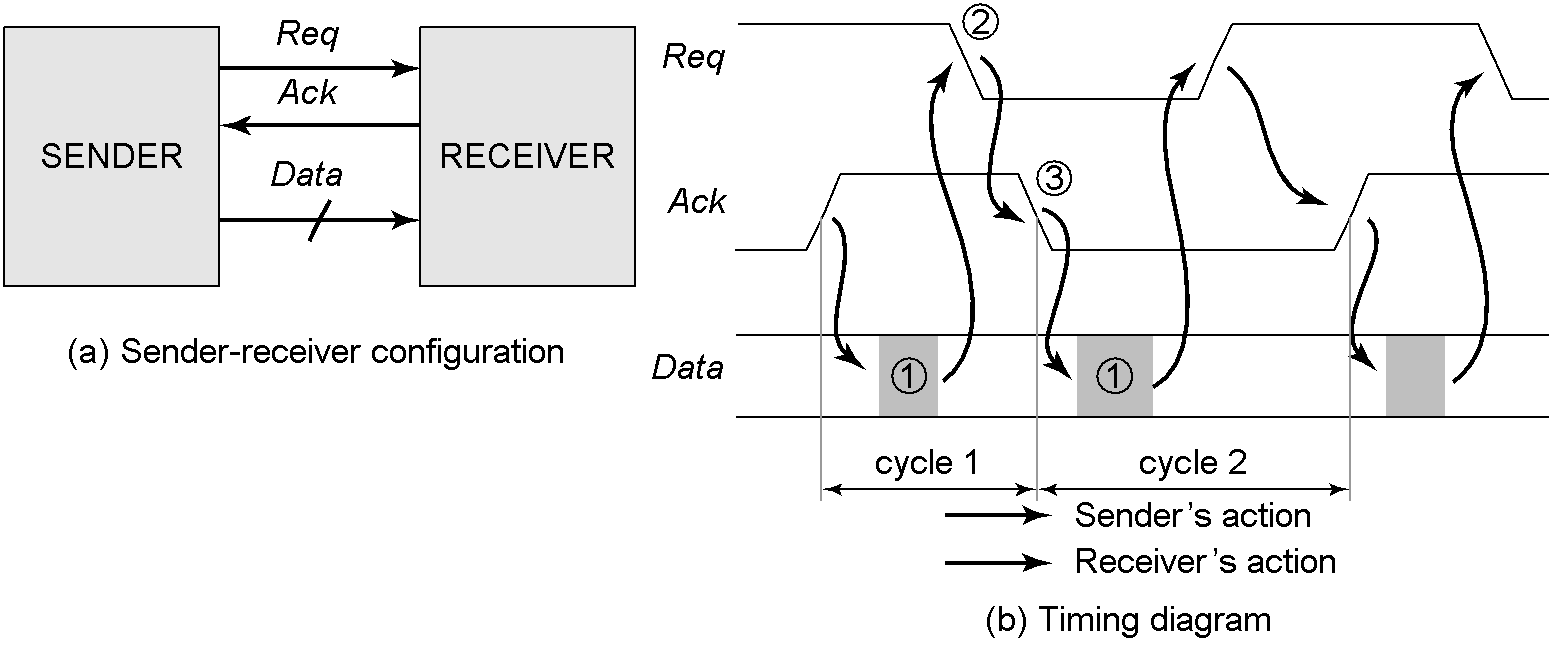 Req
Ack
SENDER
RECEIVER
Data
(a) Sender-receiver configuration
②
Req
③
Ack
Data
① ①
cycle 1 cycle 2
Sender's action
Receiver's action
(b) Timing diagram